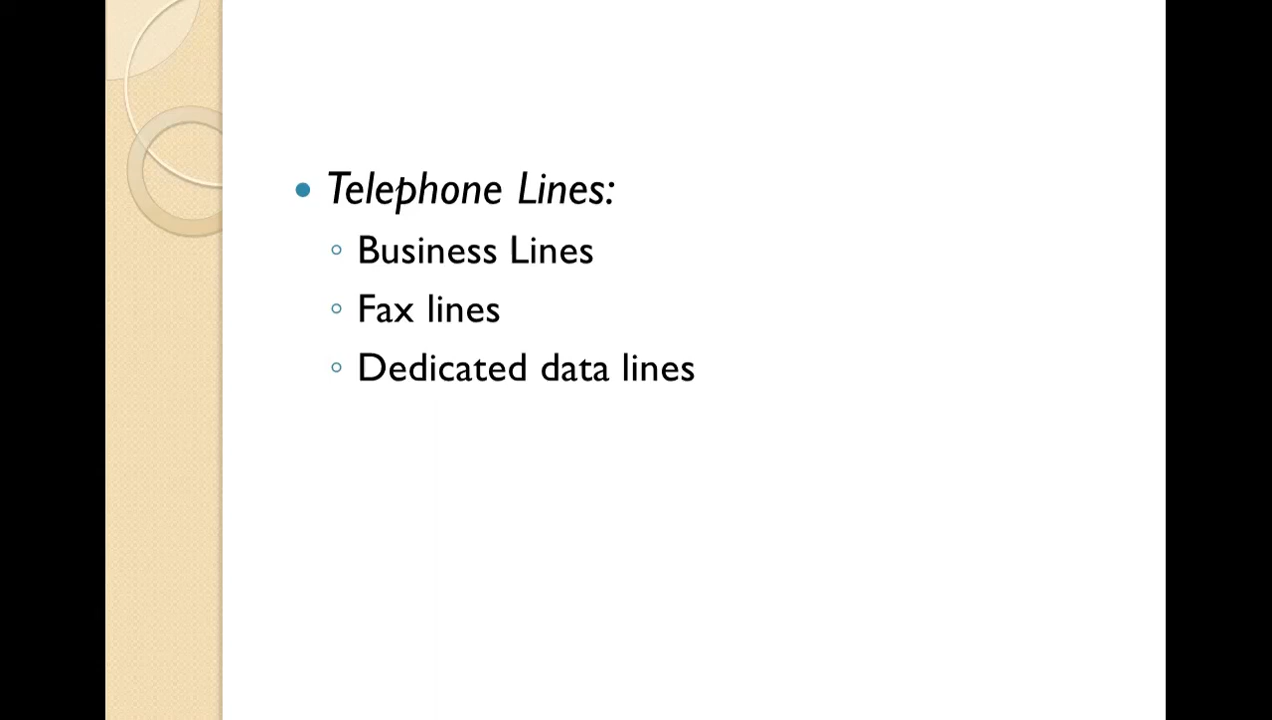 Telephone Lines:
Business Lines
Fax lines
Dedicated data lines